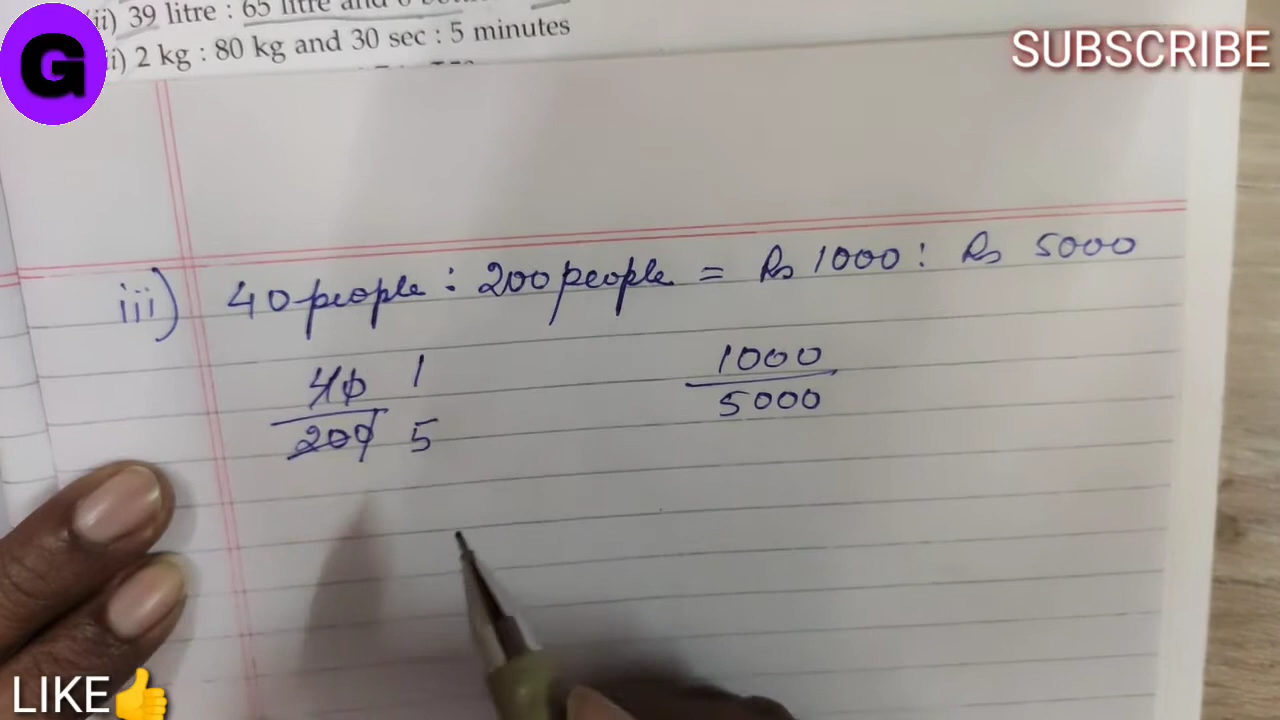 ii) 39 litre : 65 litre and 6
i) 2 kg : 80 kg and 30 sec : 5 minutes
G
SUBSCRIBE
iii) 40 people : 200 people = Rs 1000 : Rs 5000
40 1 1000
200 5 5000
LIKE👍